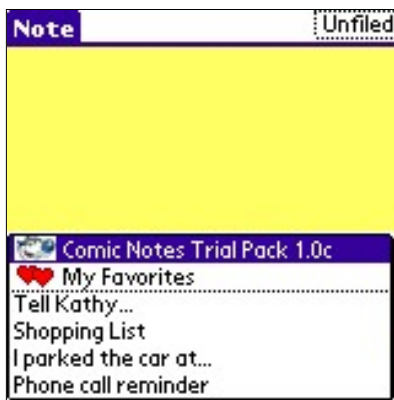 Note
Unfiled
Comic Notes Trial Pack 1.0c
My Favorites
Tell Kathy...
Shopping List
I parked the car at...
Phone call reminder